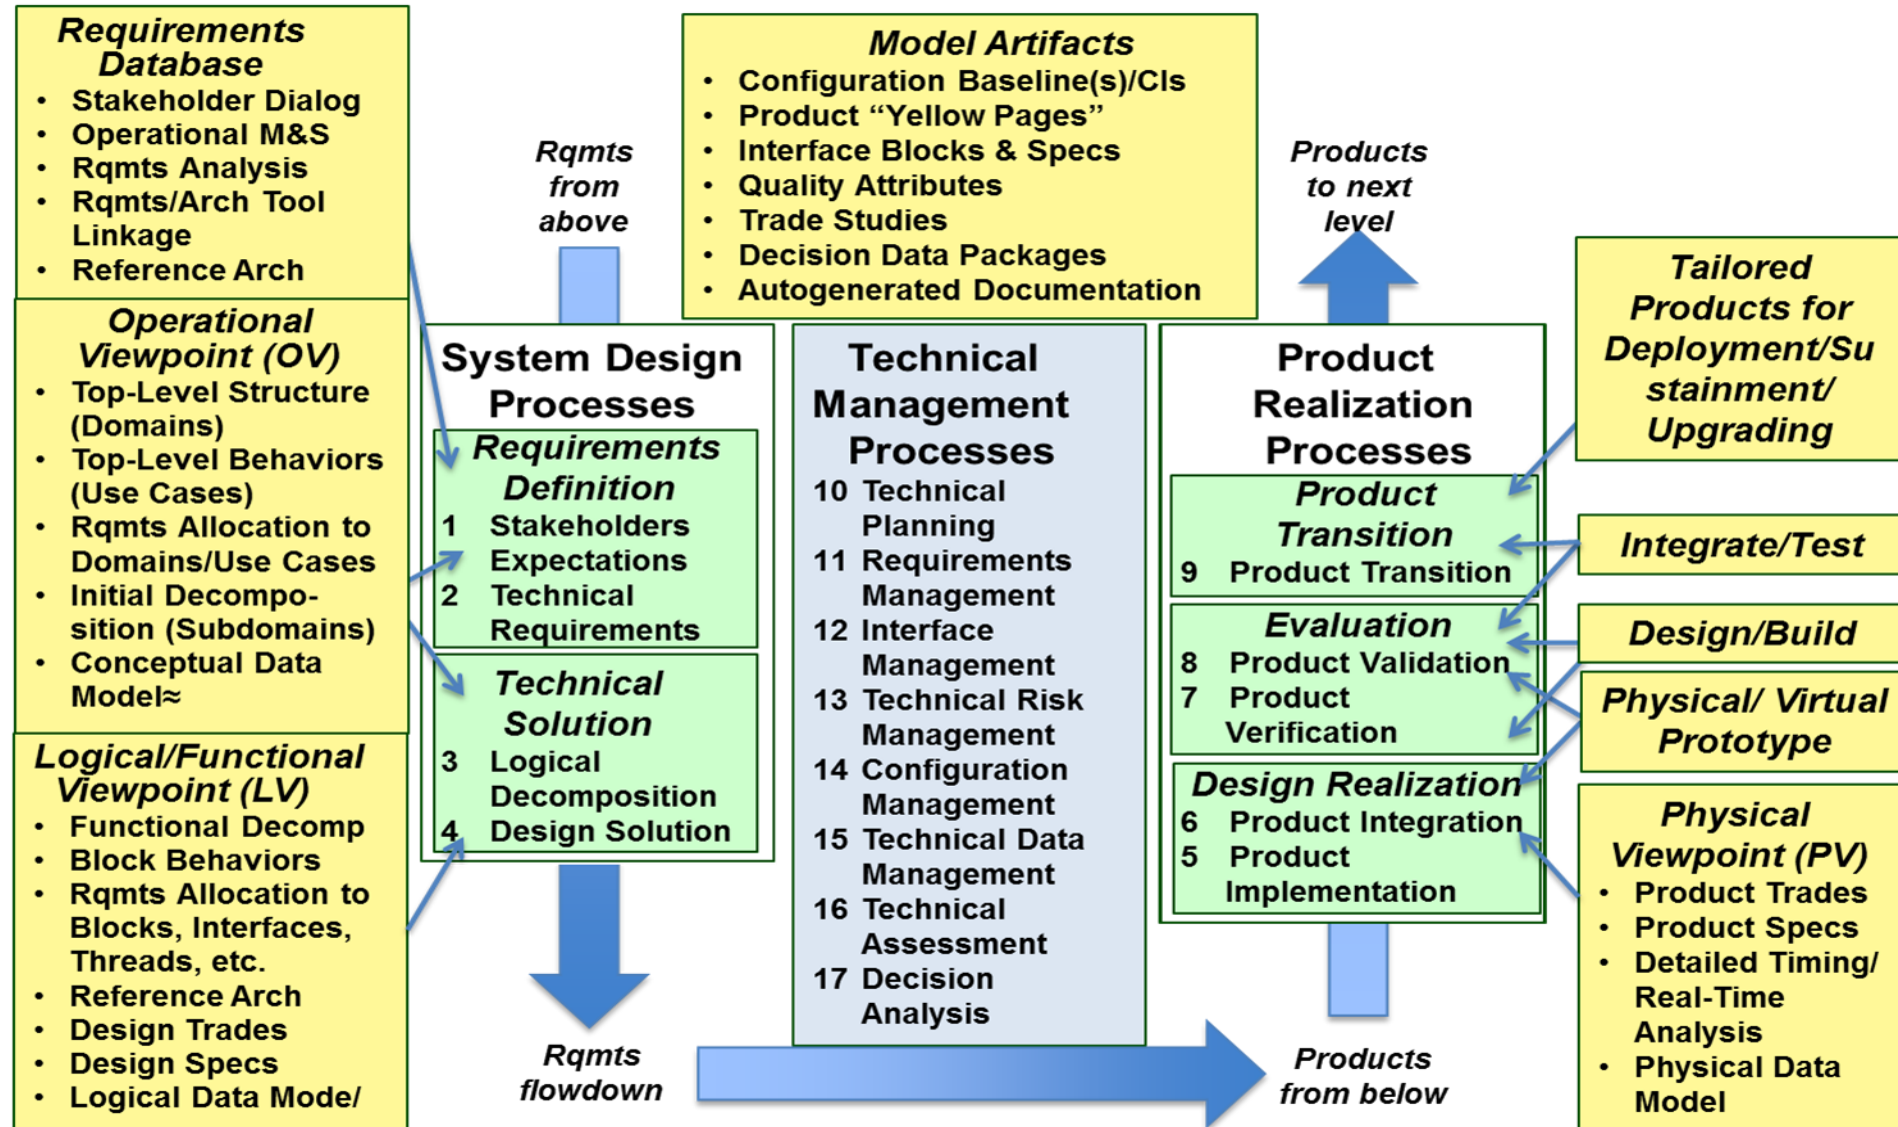 Requirements
Database
• Stakeholder Dialog
• Operational M&S
• Rqmts Analysis
• Rqmts/Arch Tool
Linkage
• Reference Arch
Operational
Viewpoint (OV)
• Top-Level Structure
(Domains)
• Top-Level Behaviors
(Use Cases)
• Rqmts Allocation to
Domains/Use Cases
• Initial Decompo-
sition (Subdomains)
• Conceptual Data
Model≈
Logical/Functional
Viewpoint (LV)
• Functional Decomp
• Block Behaviors
• Rqmts Allocation to
Blocks, Interfaces,
Threads, etc.
• Reference Arch
• Design Trades
• Design Specs
• Logical Data Mode/
Rqmts
from
above
System Design
Processes
Requirements
Definition
1 Stakeholders
Expectations
2 Technical
Requirements
Technical
Solution
3 Logical
Decomposition
4 Design Solution
Rqmts
flowdown
Model Artifacts
• Configuration Baseline(s)/CIs
• Product “Yellow Pages”
• Interface Blocks & Specs
• Quality Attributes
• Trade Studies
• Decision Data Packages
• Autogenerated Documentation
Technical
Management
Processes
10 Technical
Planning
11 Requirements
Management
12 Interface
Management
13 Technical Risk
Management
14 Configuration
Management
15 Technical Data
Management
16 Technical
Assessment
17 Decision
Analysis
Products
to next
level
Product
Realization
Processes
Product
Transition
9 Product Transition
Evaluation
8 Product Validation
7 Product
Verification
Design Realization
6 Product Integration
5 Product
Implementation
Products
from below
Tailored
Products for
Deployment/Su
stainment/
Upgrading
Integrate/Test
Design/Build
Physical/ Virtual
Prototype
Physical
Viewpoint (PV)
• Product Trades
• Product Specs
• Detailed Timing/
Real-Time
Analysis
• Physical Data
Model